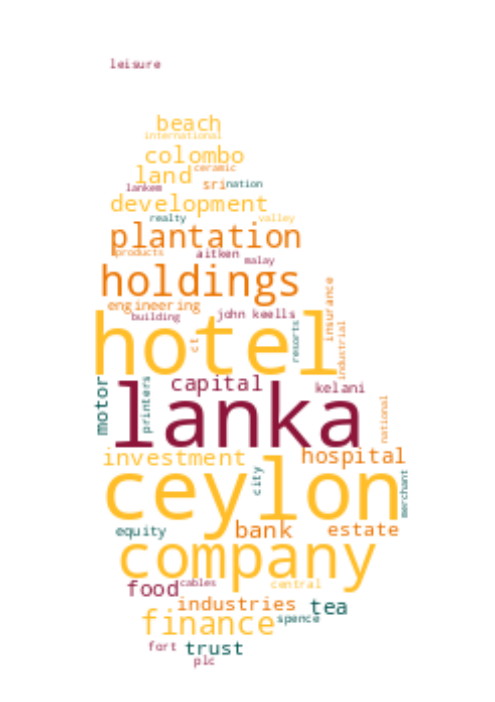 leisure
beach
international
colombo
ceramic
land
lankem
sri
nation
development
realty
valley
plantation
products
aitken
malay
holdings
engineering
building
john keells
insurance
hotel
ct
resorts
industrial
motor
printers
capital
kelani
lanka
national
investment
hospital
ceylon
city
merchant
equity
bank
estate
company
food
cables
central
industries
tea
finance
spence
fort
trust
plc